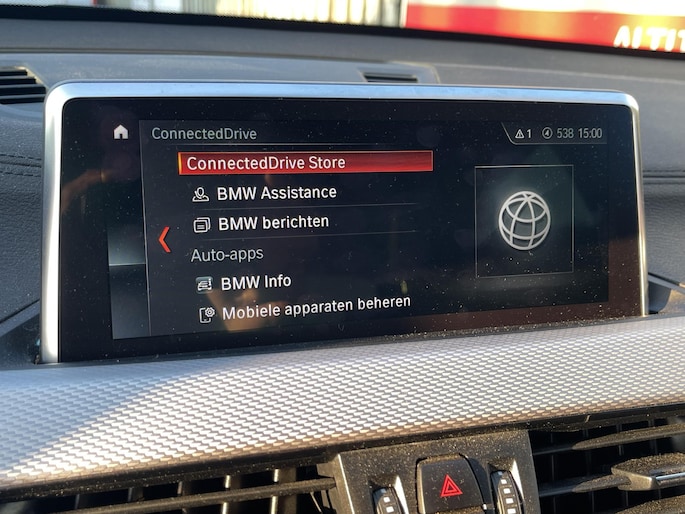 ConnectedDrive
1 538 15:00
ConnectedDrive Store
BMW Assistance
BMW berichten
Auto-apps
BMW Info
Mobiele apparaten beheren